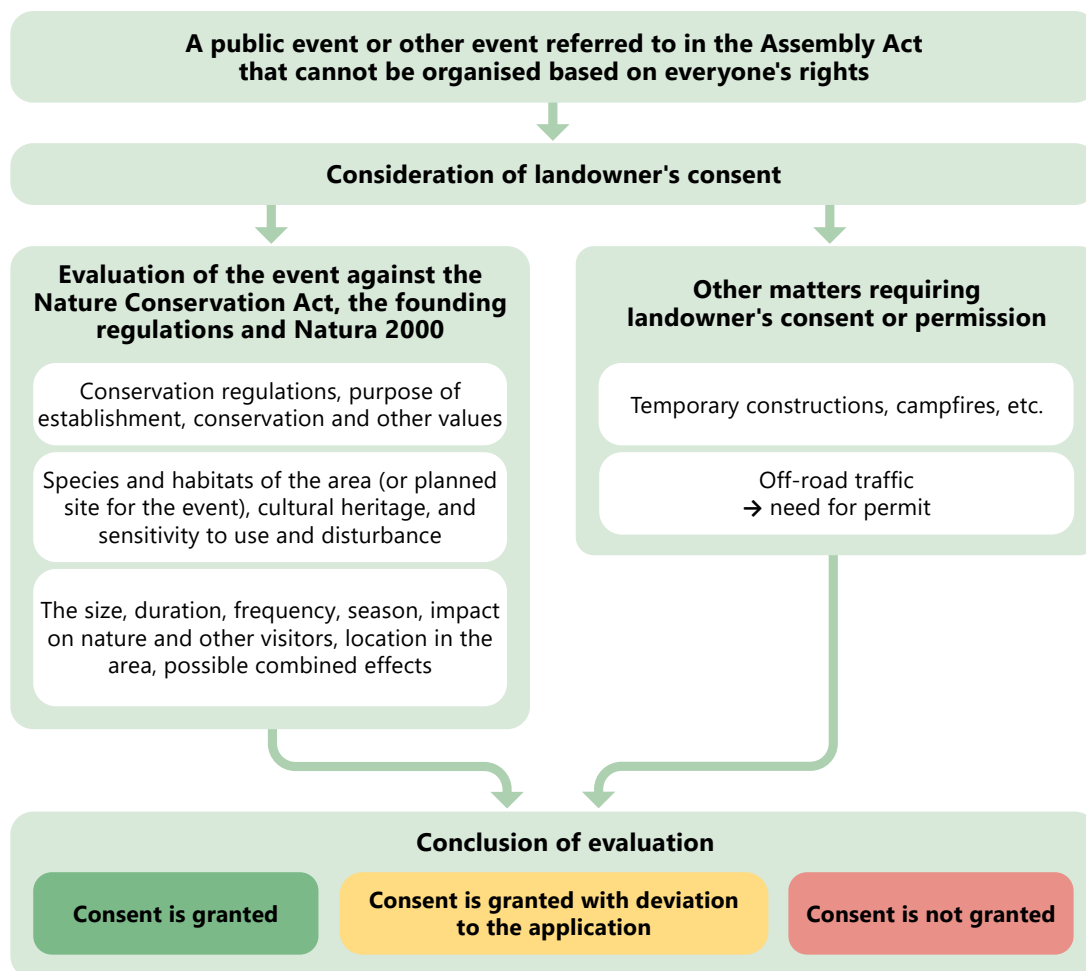 A public event or other event referred to in the Assembly Act
that cannot be organised based on everyone's rights
Consideration of landowner's consent
Evaluation of the event against the
Nature Conservation Act, the founding
regulations and Natura 2000
Conservation regulations, purpose of
establishment, conservation and other values
Species and habitats of the area (or planned
site for the event), cultural heritage, and
sensitivity to use and disturbance
The size, duration, frequency, season, impact
on nature and other visitors, location in the
area, possible combined effects
Other matters requiring
landowner's consent or permission
Temporary constructions, campfires, etc.
Off-road traffic
→ need for permit
Conclusion of evaluation
Consent is granted
Consent is granted with deviation
to the application
Consent is not granted